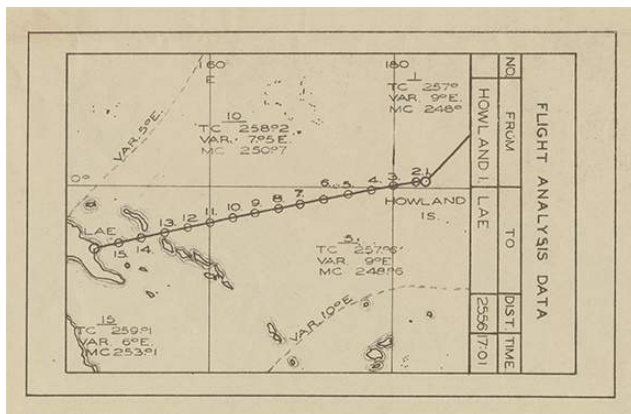 160
E
180
1
TC 257°
VAR. 9°E.
MC 248°
10
TC 258°2
VAR. 7°5 E.
MC 250°7
VAR. 5°E.
0°
2.1.
3.
4.
5.
6.
7.
8.
9.
10
11.
12
13.
14.
15.
LAE
HOWLAND
IS.
5.
TC 257°6
VAR. 9°E
MC 248°6
VAR. 10°E.
15
TC 259°1
VAR. 6°E.
MC 253°1
FLIGHT ANALYSIS DATA
NO. FROM TO DIST. TIME
HOWLAND I. LAE 2556 17:01